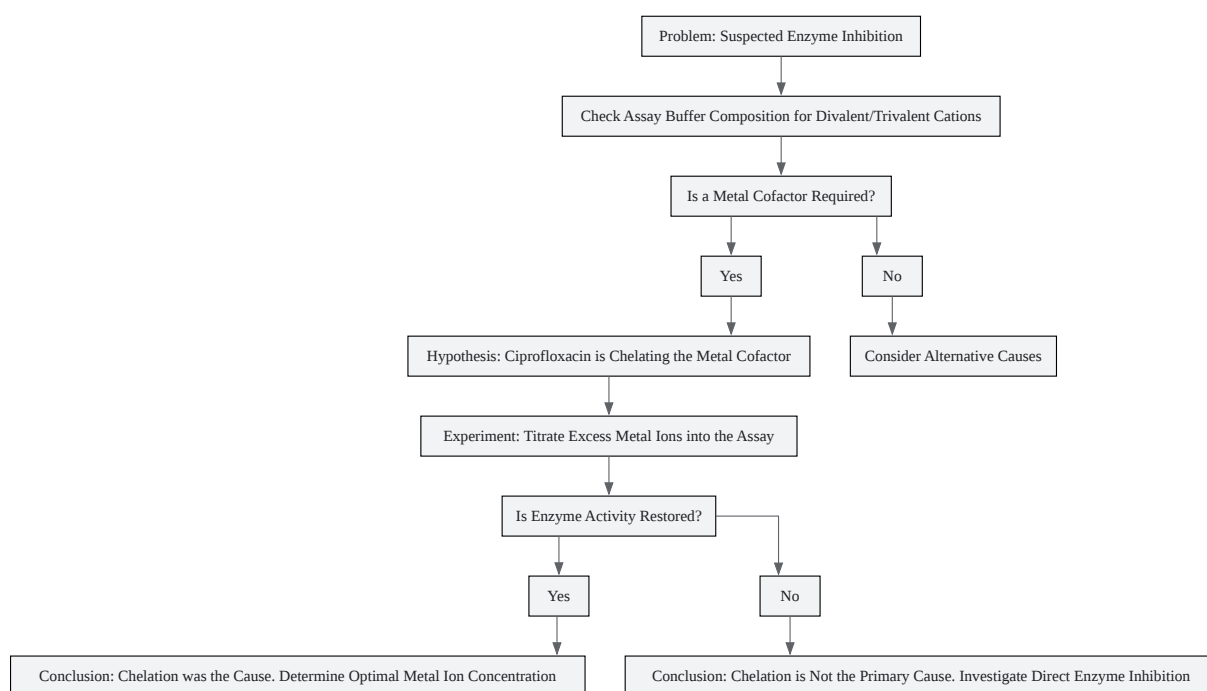 Problem: Suspected Enzyme Inhibition
Check Assay Buffer Composition for Divalent/Trivalent Cations
Is a Metal Cofactor Required?
Yes
No
Hypothesis: Ciprofloxacin is Chelating the Metal Cofactor
Consider Alternative Causes
Experiment: Titrate Excess Metal Ions into the Assay
Is Enzyme Activity Restored?
Yes
No
Conclusion: Chelation was the Cause. Determine Optimal Metal Ion Concentration
Conclusion: Chelation is Not the Primary Cause. Investigate Direct Enzyme Inhibition